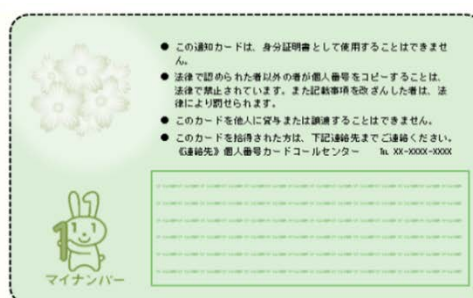 ● この通知カードは、身分証明書として使用することはできませ
ん。
● 法律で認められた者以外の者が個人番号をコピーすることは、
法律で禁止されています。また記載事項を改ざんした者は、法
律により罰せられます。
● このカードを他人に貸与または譲渡することはできません。
● このカードを拾得された方は、下記連絡先までご連絡ください。
《連絡先》個人番号カードコールセンター ℡ XX-XXXX-XXXX
マイナンバー